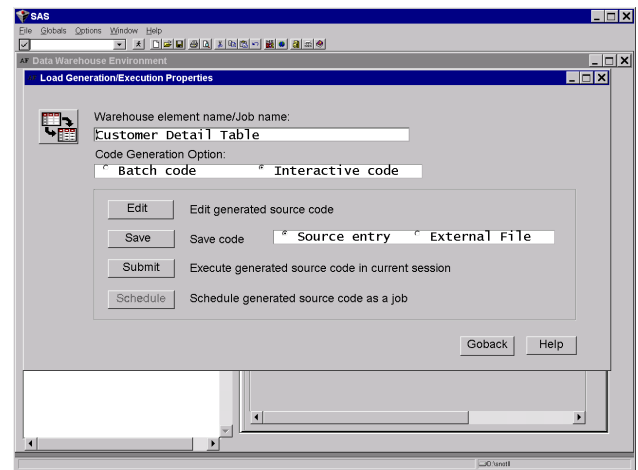 SAS
File Globals Options Window Help
Data Warehouse Environment
Load Generation/Execution Properties
Warehouse element name/Job name:
Customer Detail Table
Code Generation Option:
Batch code Interactive code
Edit Edit generated source code
Save Save code Source entry External File
Submit Execute generated source code in current session
Schedule Schedule generated source code as a job
Goback Help